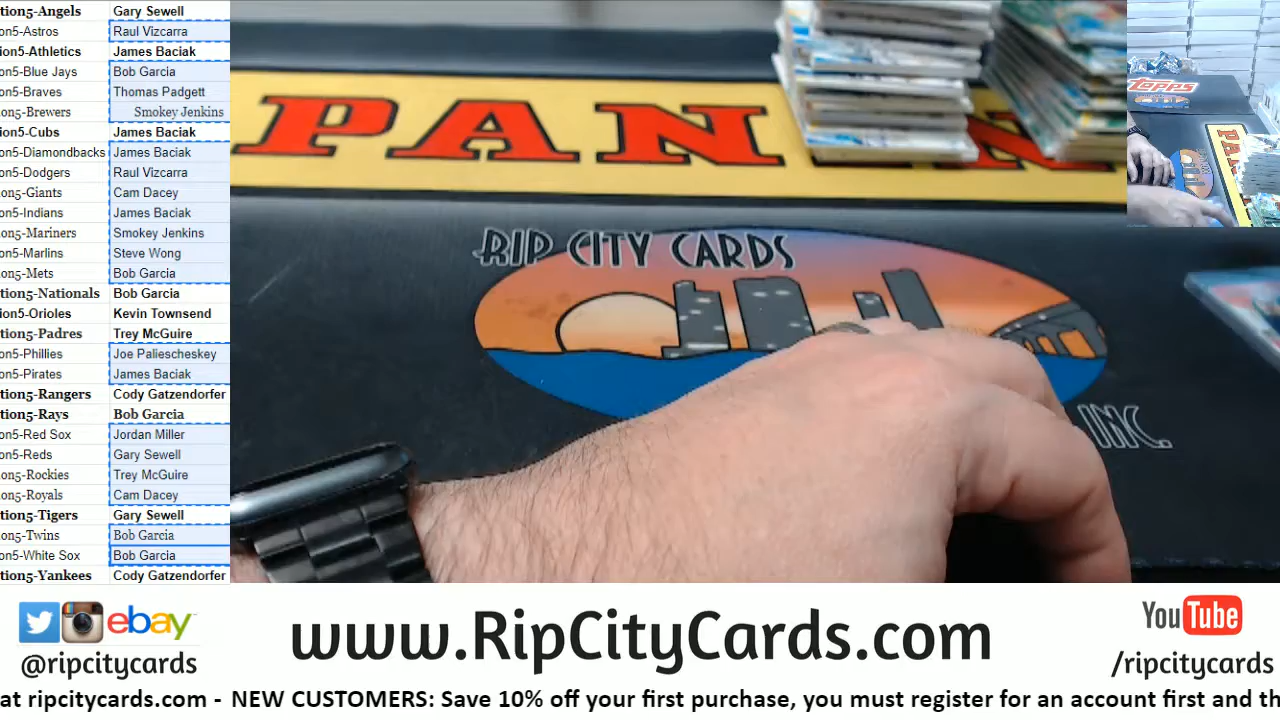 tion5-Angels Gary Sewell
on5-Astros Raul Vizcarra
ion5-Athletics James Baciak
on5-Blue Jays Bob Garcia
on5-Braves Thomas Padgett
on5-Brewers Smokey Jenkins
ion5-Cubs James Baciak
on5-Diamondbacks James Baciak
on5-Dodgers Raul Vizcarra
on5-Giants Cam Dacey
on5-Indians James Baciak
on5-Mariners Smokey Jenkins
on5-Marlins Steve Wong
on5-Mets Bob Garcia
tion5-Nationals Bob Garcia
ion5-Orioles Kevin Townsend
tion5-Padres Trey McGuire
on5-Phillies Joe Paliescheskey
on5-Pirates James Baciak
tion5-Rangers Cody Gatzendorfer
tion5-Rays Bob Garcia
on5-Red Sox Jordan Miller
on5-Reds Gary Sewell
on5-Rockies Trey McGuire
on5-Royals Cam Dacey
tion5-Tigers Gary Sewell
on5-Twins Bob Garcia
on5-White Sox Bob Garcia
tion5-Yankees Cody Gatzendorfer
PAN N
RIP CITY CARDS
INC.
Topps
PAN
ebay
@ripcitycards
www.RipCityCards.com
YouTube
/ripcitycards
at ripcitycards.com - NEW CUSTOMERS: Save 10% off your first purchase, you must register for an account first and th